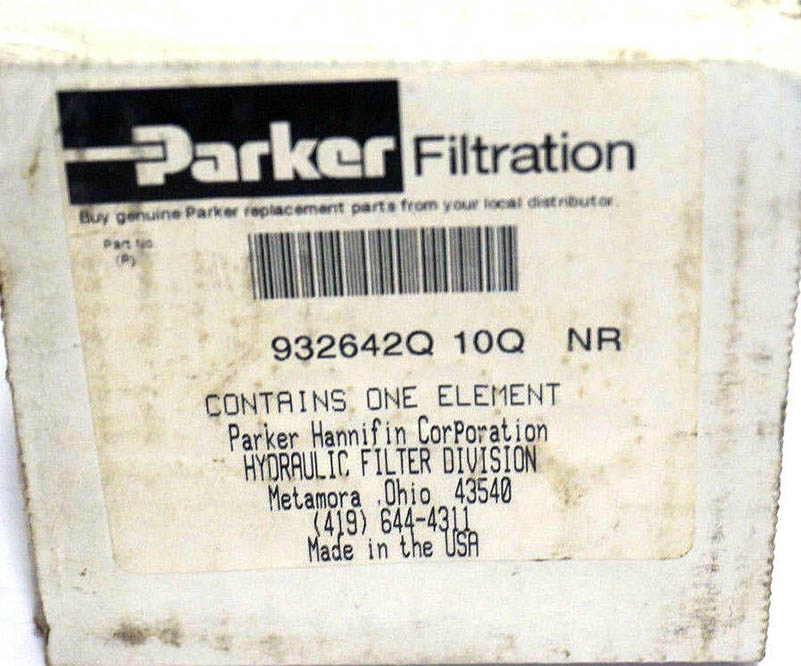 Parker Filtration
Buy genuine Parker replacement parts from your local distributor.
Part No.
(P)
932642Q 10Q NR
CONTAINS ONE ELEMENT
Parker Hannifin CorPoration
HYDRAULIC FILTER DIVISION
Metamora ,Ohio 43540
(419) 644-4311
Made in the USA